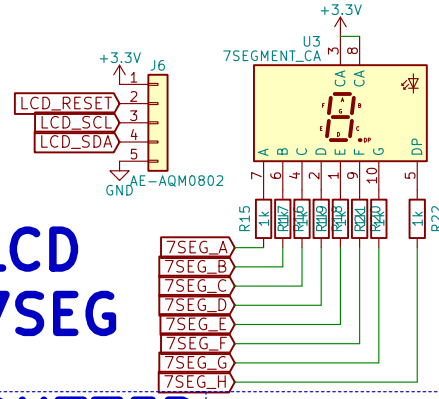 +3.3V
U3
7SEGMENT_CA
3
8
CA
CA
A
F
B
G
E
C
D
DP
A
B
C
D
E
F
G
DP
7
6
4
2
1
9
10
5
R15
1k
1k
R22
+3.3V
J6
1
2
3
4
5
LCD_RESET
LCD_SCL
LCD_SDA
GND
AE-AQM0802
LCD
7SEG
7SEG_A
7SEG_B
7SEG_C
7SEG_D
7SEG_E
7SEG_F
7SEG_G
7SEG_H